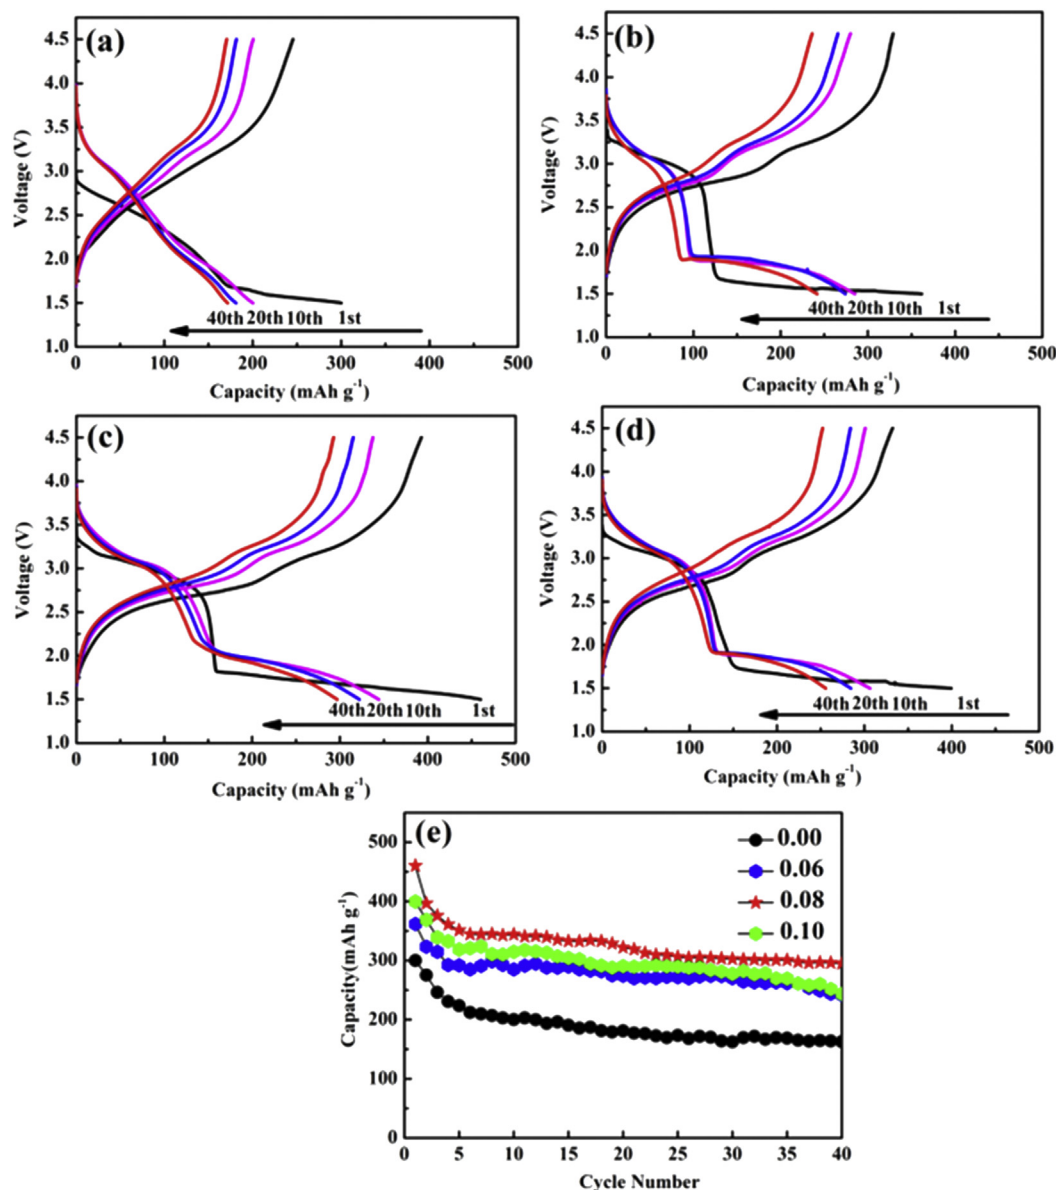 (a)
4.5
4.0
3.5
3.0
2.5
2.0
1.5
1.0
Voltage (V)
40th 20th 10th 1st
0 100 200 300 400 500
Capacity (mAh g⁻¹)
(b)
4.5
4.0
3.5
3.0
2.5
2.0
1.5
1.0
Voltage (V)
40th 20th 10th 1st
0 100 200 300 400 500
Capacity (mAh g⁻¹)
(c)
4.5
4.0
3.5
3.0
2.5
2.0
1.5
1.0
Voltage (V)
40th 20th 10th 1st
0 100 200 300 400 500
Capacity (mAh g⁻¹)
(d)
4.5
4.0
3.5
3.0
2.5
2.0
1.5
1.0
Voltage (V)
40th 20th 10th 1st
0 100 200 300 400 500
Capacity (mAh g⁻¹)
(e)
500
400
300
200
100
0
Capacity(mAh g⁻¹)
0.00
0.06
0.08
0.10
0 5 10 15 20 25 30 35 40
Cycle Number